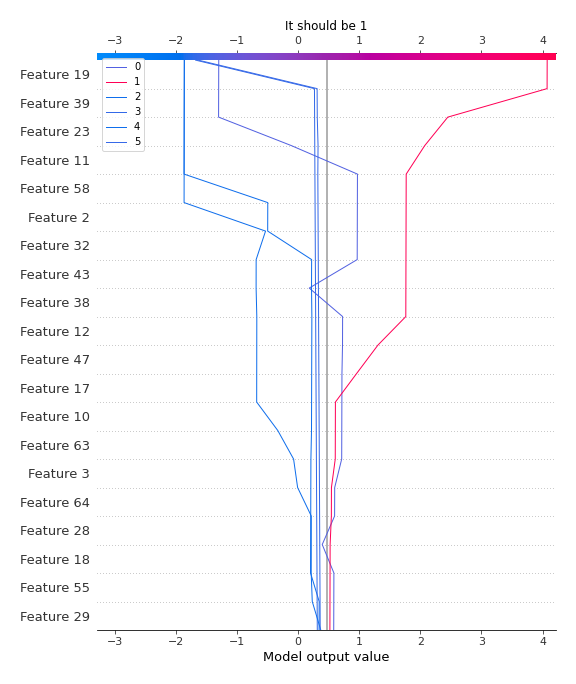 It should be 1
−3 −2 −1 0 1 2 3 4
0
1
2
3
4
5
Feature 19
Feature 39
Feature 23
Feature 11
Feature 58
Feature 2
Feature 32
Feature 43
Feature 38
Feature 12
Feature 47
Feature 17
Feature 10
Feature 63
Feature 3
Feature 64
Feature 28
Feature 18
Feature 55
Feature 29
−3 −2 −1 0 1 2 3 4
Model output value